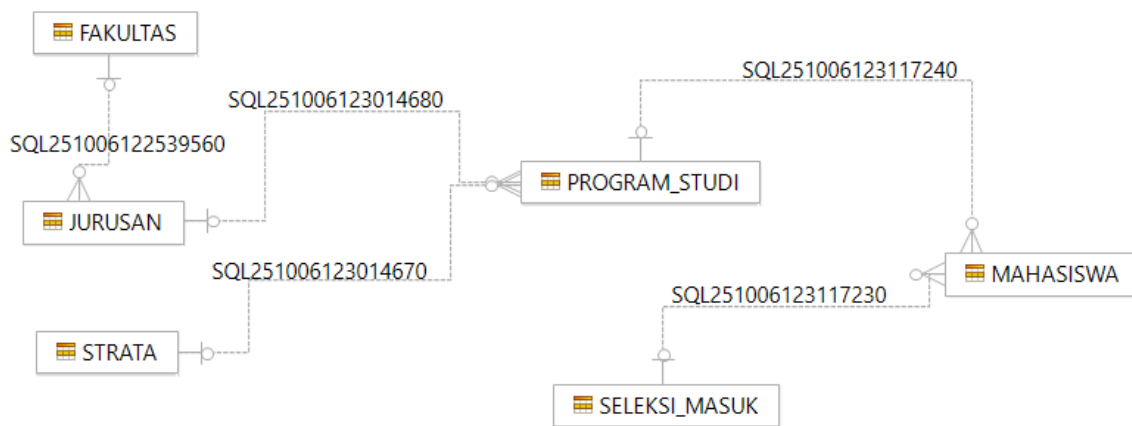 FAKULTAS
SQL251006123117240
SQL251006123014680
SQL251006122539560
PROGRAM_STUDI
JURUSAN
SQL251006123014670
MAHASISWA
SQL251006123117230
STRATA
SELEKSI_MASUK